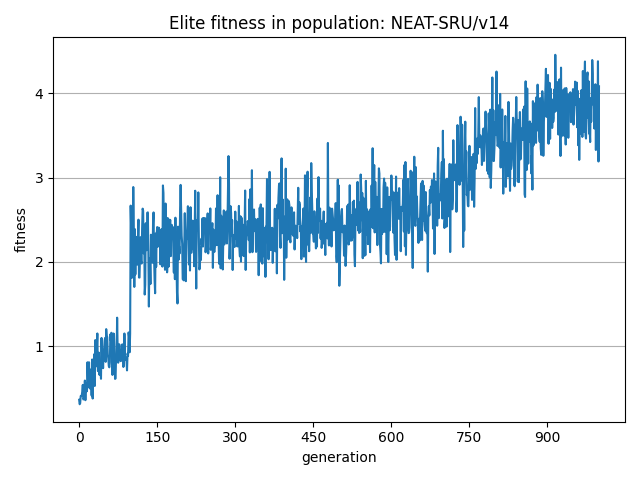 Elite fitness in population: NEAT-SRU/v14
fitness
4
3
2
1
0 150 300 450 600 750 900
generation